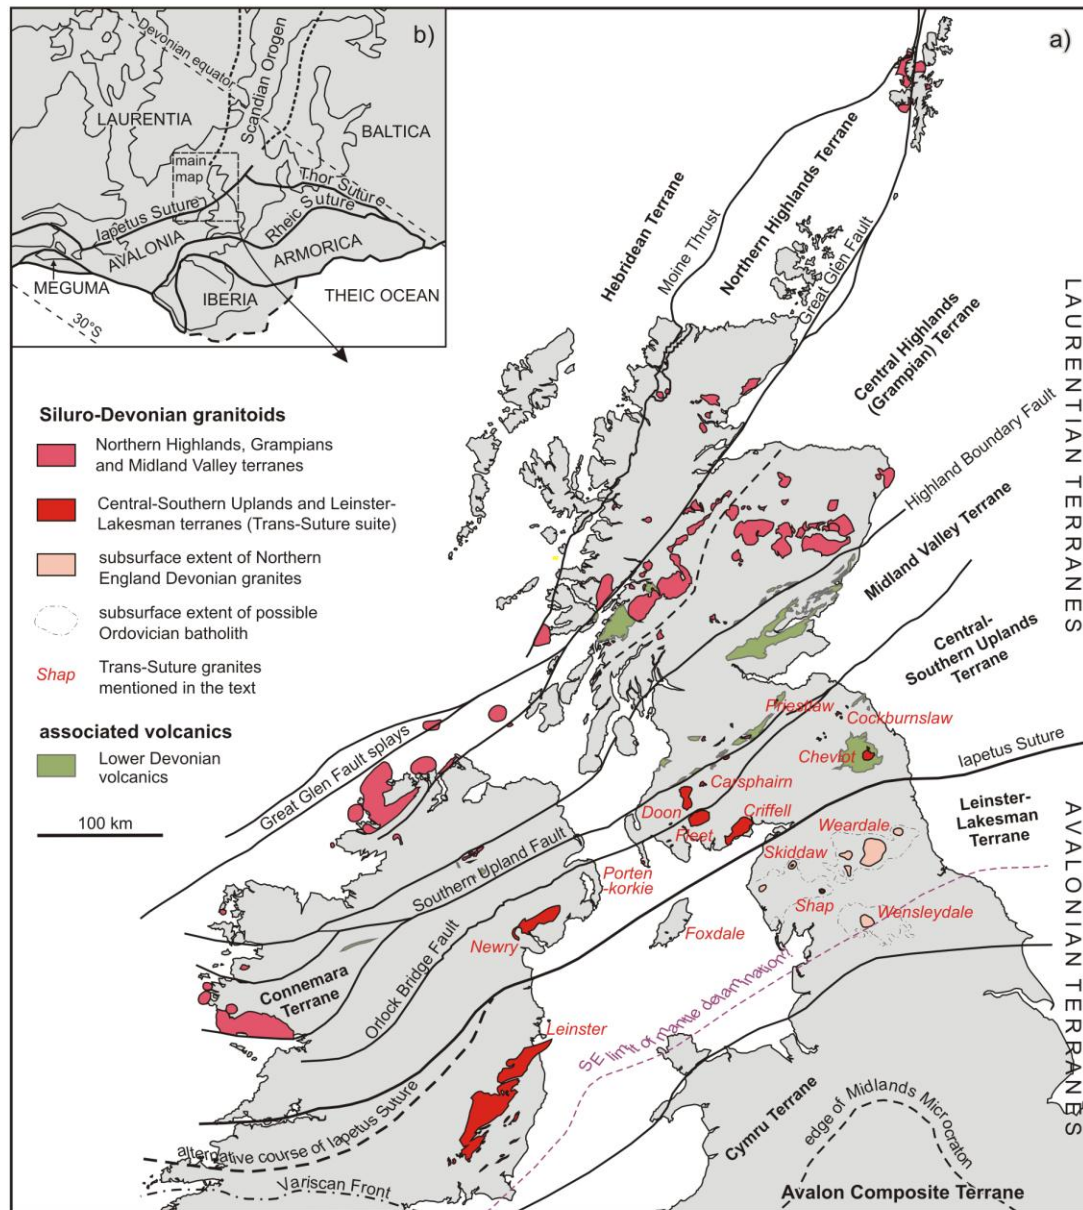 b)
Devonian equator
Scandian Orogen
LAURENTIA
BALTICA
main
map
Thor Suture
Iapetus Suture
Rheic Suture
AVALONIA
ARMORICA
MEGUMA
IBERIA
THEIC OCEAN
30°S
a)
Hebridean Terrane
Moine Thrust
Northern Highlands Terrane
Great Glen Fault
Central Highlands
(Grampian) Terrane
LAURENTIAN TERRANES
Siluro-Devonian granitoids
Northern Highlands, Grampians
and Midland Valley terranes
Central-Southern Uplands and Leinster-
Lakesman terranes (Trans-Suture suite)
subsurface extent of Northern
England Devonian granites
subsurface extent of possible
Ordovician batholith
Shap
Trans-Suture granites
mentioned in the text
associated volcanics
Lower Devonian
volcanics
100 km
Highland Boundary Fault
Midland Valley Terrane
Central-
Southern Uplands
Terrane
Priestlaw
Cockburnslaw
Cheviot
Iapetus Suture
Great Glen Fault splays
Carsphairn
Doon
Fleet
Criffell
Leinster-
Lakesman
Terrane
Weardale
Skiddaw
Southern Upland Fault
Porten
-korkie
Shap
Wensleydale
Newry
Foxdale
Orlock Bridge Fault
Connemara
Terrane
SE limit of marine detamination
AVALONIAN TERRANES
Leinster
alternative course of Iapetus Suture
Variscan Front
Cymru Terrane
edge of Midlands Microcraton
Avalon Composite Terrane